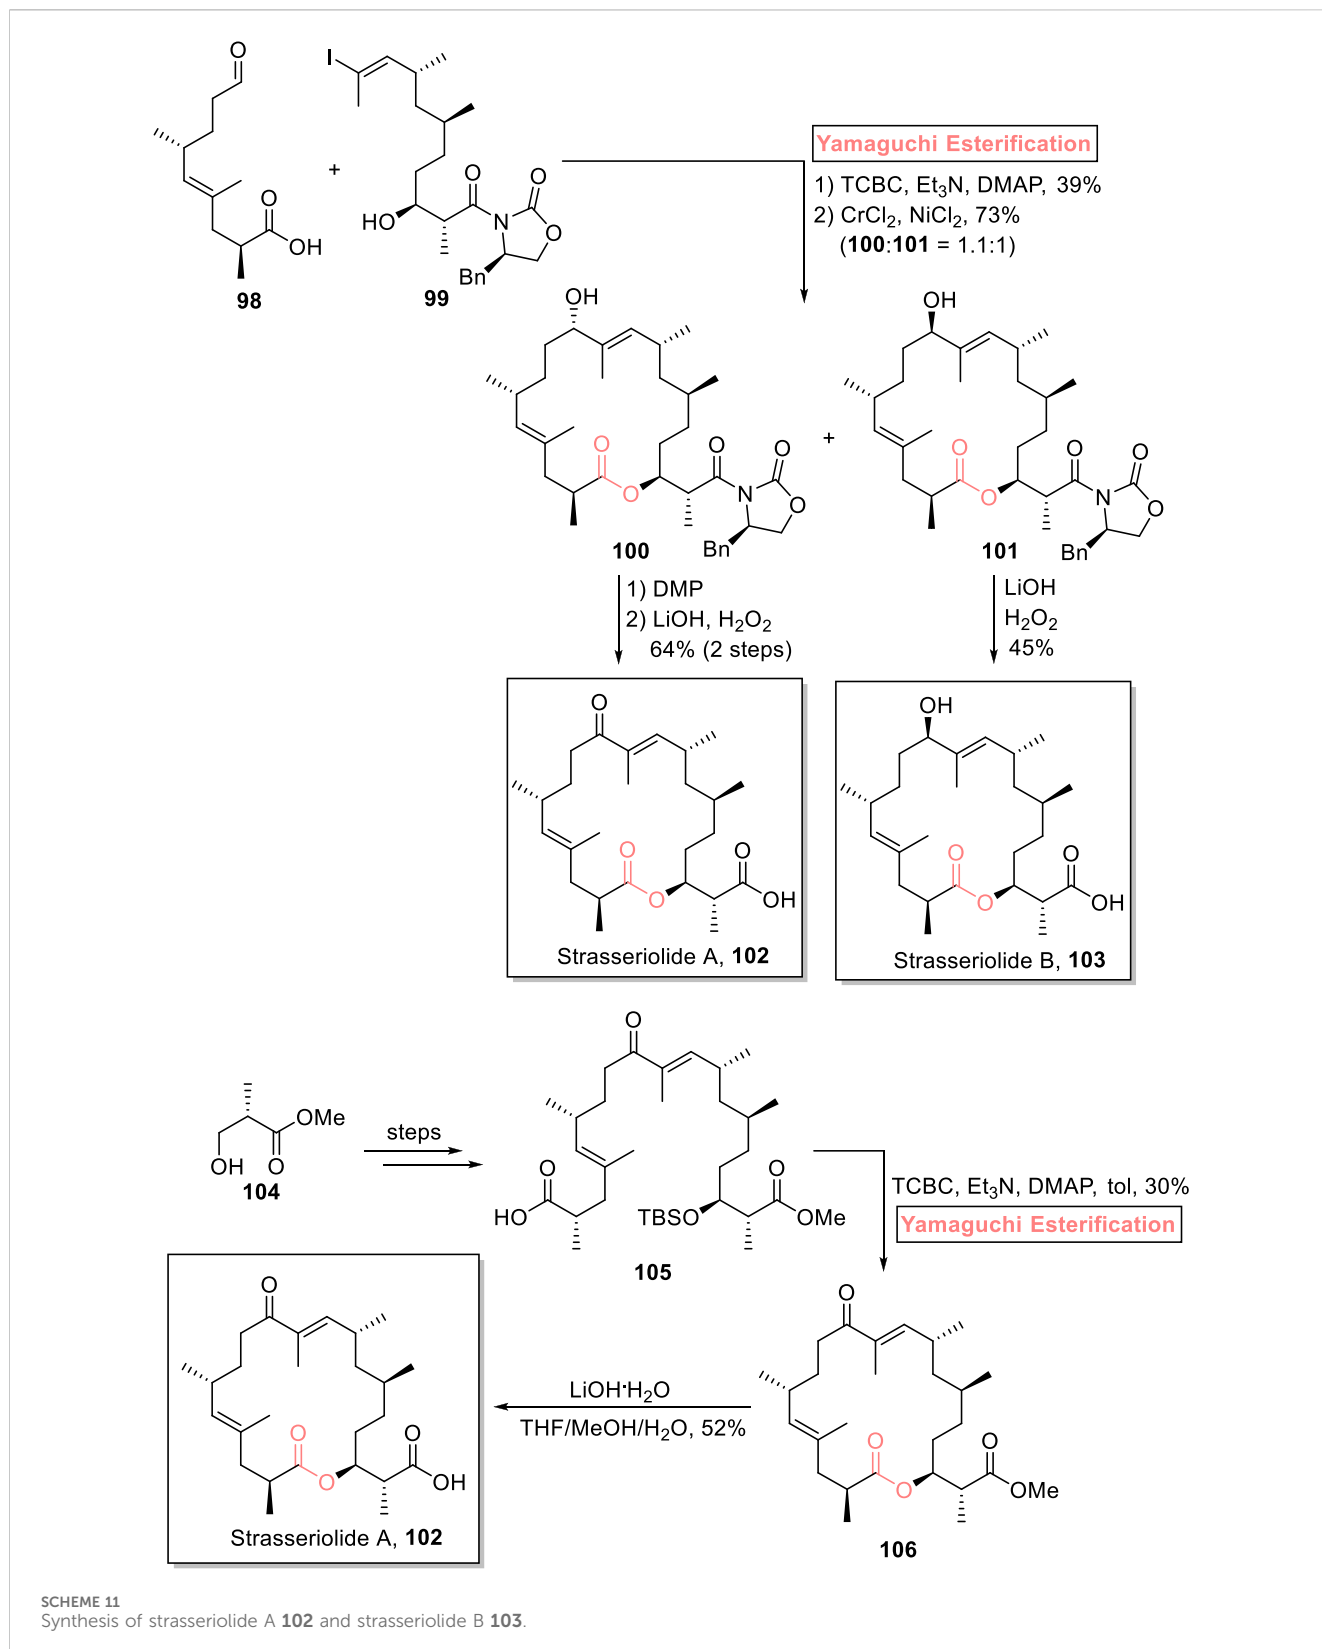 O
I
O
OH
98
+
HO
O
N
O
O
Bn
99
Yamaguchi Esterification
1) TCBC, Et3N, DMAP, 39%
2) CrCl2, NiCl2, 73%
(100:101 = 1.1:1)
OH
O
O
O
N
O
O
Bn
100
+
OH
O
O
O
N
O
O
Bn
101
1) DMP
2) LiOH, H2O2
64% (2 steps)
LiOH
H2O2
45%
O
O
O
O
OH
Strasseriolide A, 102
OH
O
O
O
OH
Strasseriolide B, 103
OMe
OH
O
104
steps
O
O
HO
TBSO
O
OMe
105
TCBC, Et3N, DMAP, tol, 30%
Yamaguchi Esterification
O
O
O
O
OH
Strasseriolide A, 102
LiOH·H2O
THF/MeOH/H2O, 52%
O
O
O
O
OMe
106
SCHEME 11
Synthesis of strasseriolide A 102 and strasseriolide B 103.